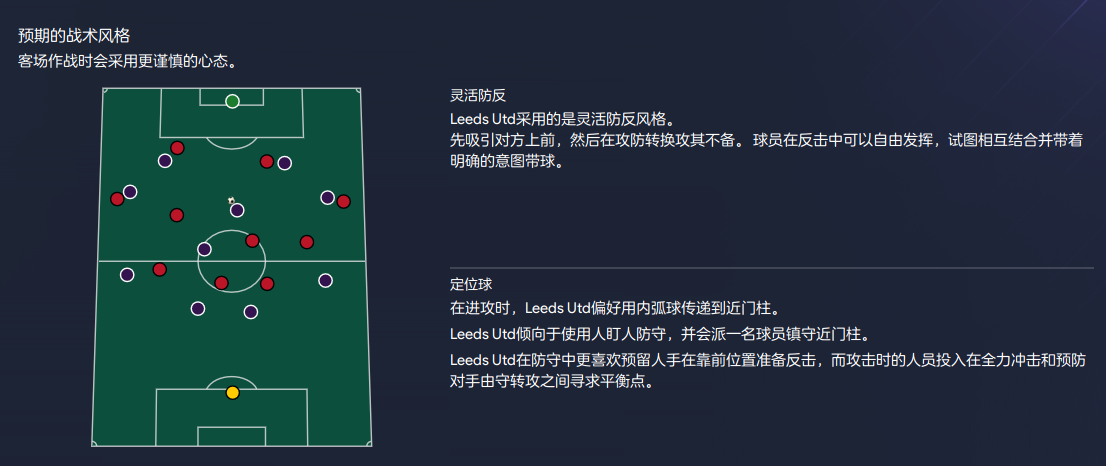 预期的战术风格
客场作战时会采用更谨慎的心态。
灵活防反
Leeds Utd采用的是灵活防反风格。
先吸引对方上前，然后在攻防转换攻其不备。 球员在反击中可以自由发挥，试图相互结合并带着
明确的意图带球。
定位球
在进攻时，Leeds Utd偏好用内弧球传递到近门柱。
Leeds Utd倾向于使用人盯人防守，并会派一名球员镇守近门柱。
Leeds Utd在防守中更喜欢预留人手在靠前位置准备反击，而攻击时的人员投入在全力冲击和预防
对手由守转攻之间寻求平衡点。